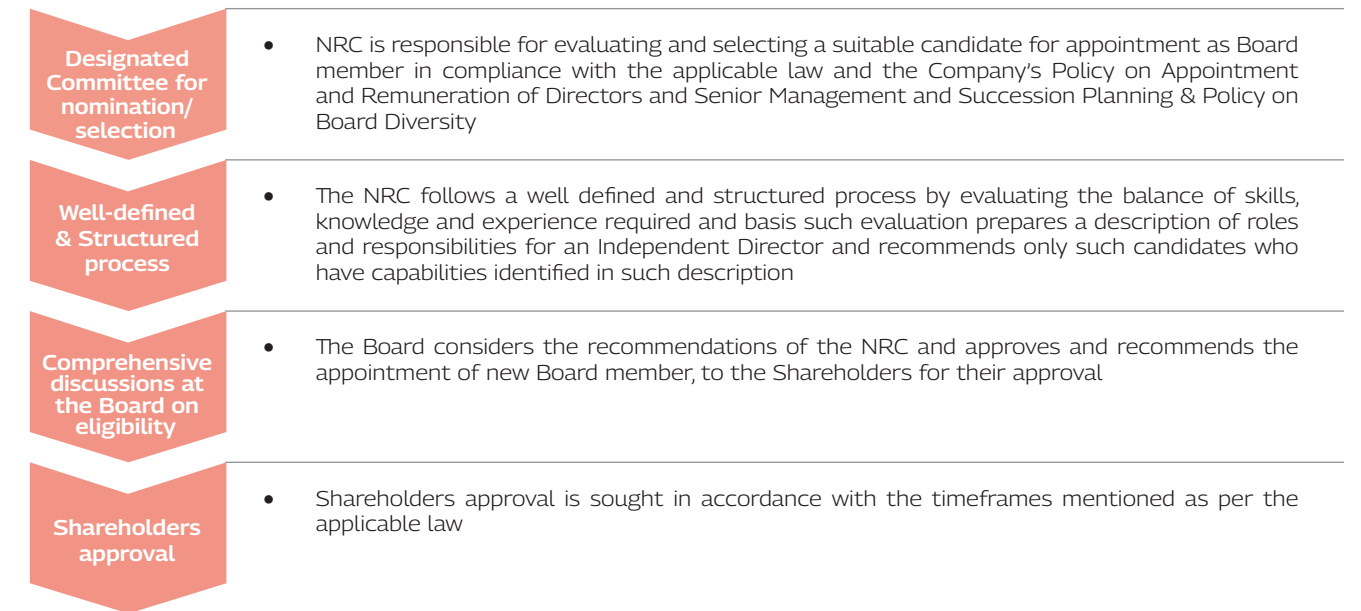 Designated
Committee for
nomination/
selection
• NRC is responsible for evaluating and selecting a suitable candidate for appointment as Board
member in compliance with the applicable law and the Company's Policy on Appointment
and Remuneration of Directors and Senior Management and Succession Planning & Policy on
Board Diversity
Well-defined
& Structured
process
• The NRC follows a well defined and structured process by evaluating the balance of skills,
knowledge and experience required and basis such evaluation prepares a description of roles
and responsibilities for an Independent Director and recommends only such candidates who
have capabilities identified in such description
Comprehensive
discussions at
the Board on
eligibility
• The Board considers the recommendations of the NRC and approves and recommends the
appointment of new Board member, to the Shareholders for their approval
Shareholders
approval
• Shareholders approval is sought in accordance with the timeframes mentioned as per the
applicable law